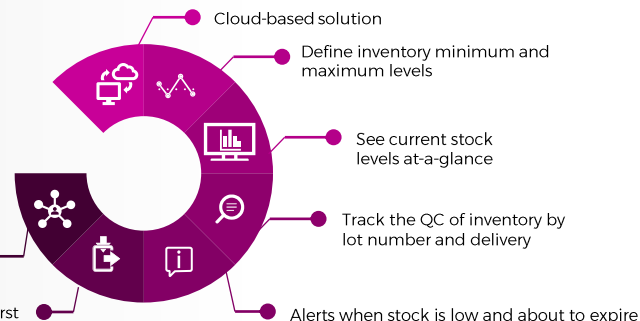 Cloud-based solution
Define inventory minimum and
maximum levels
See current stock
levels at-a-glance
Track the QC of inventory by
lot number and delivery
Alerts when stock is low and about to expire
rst